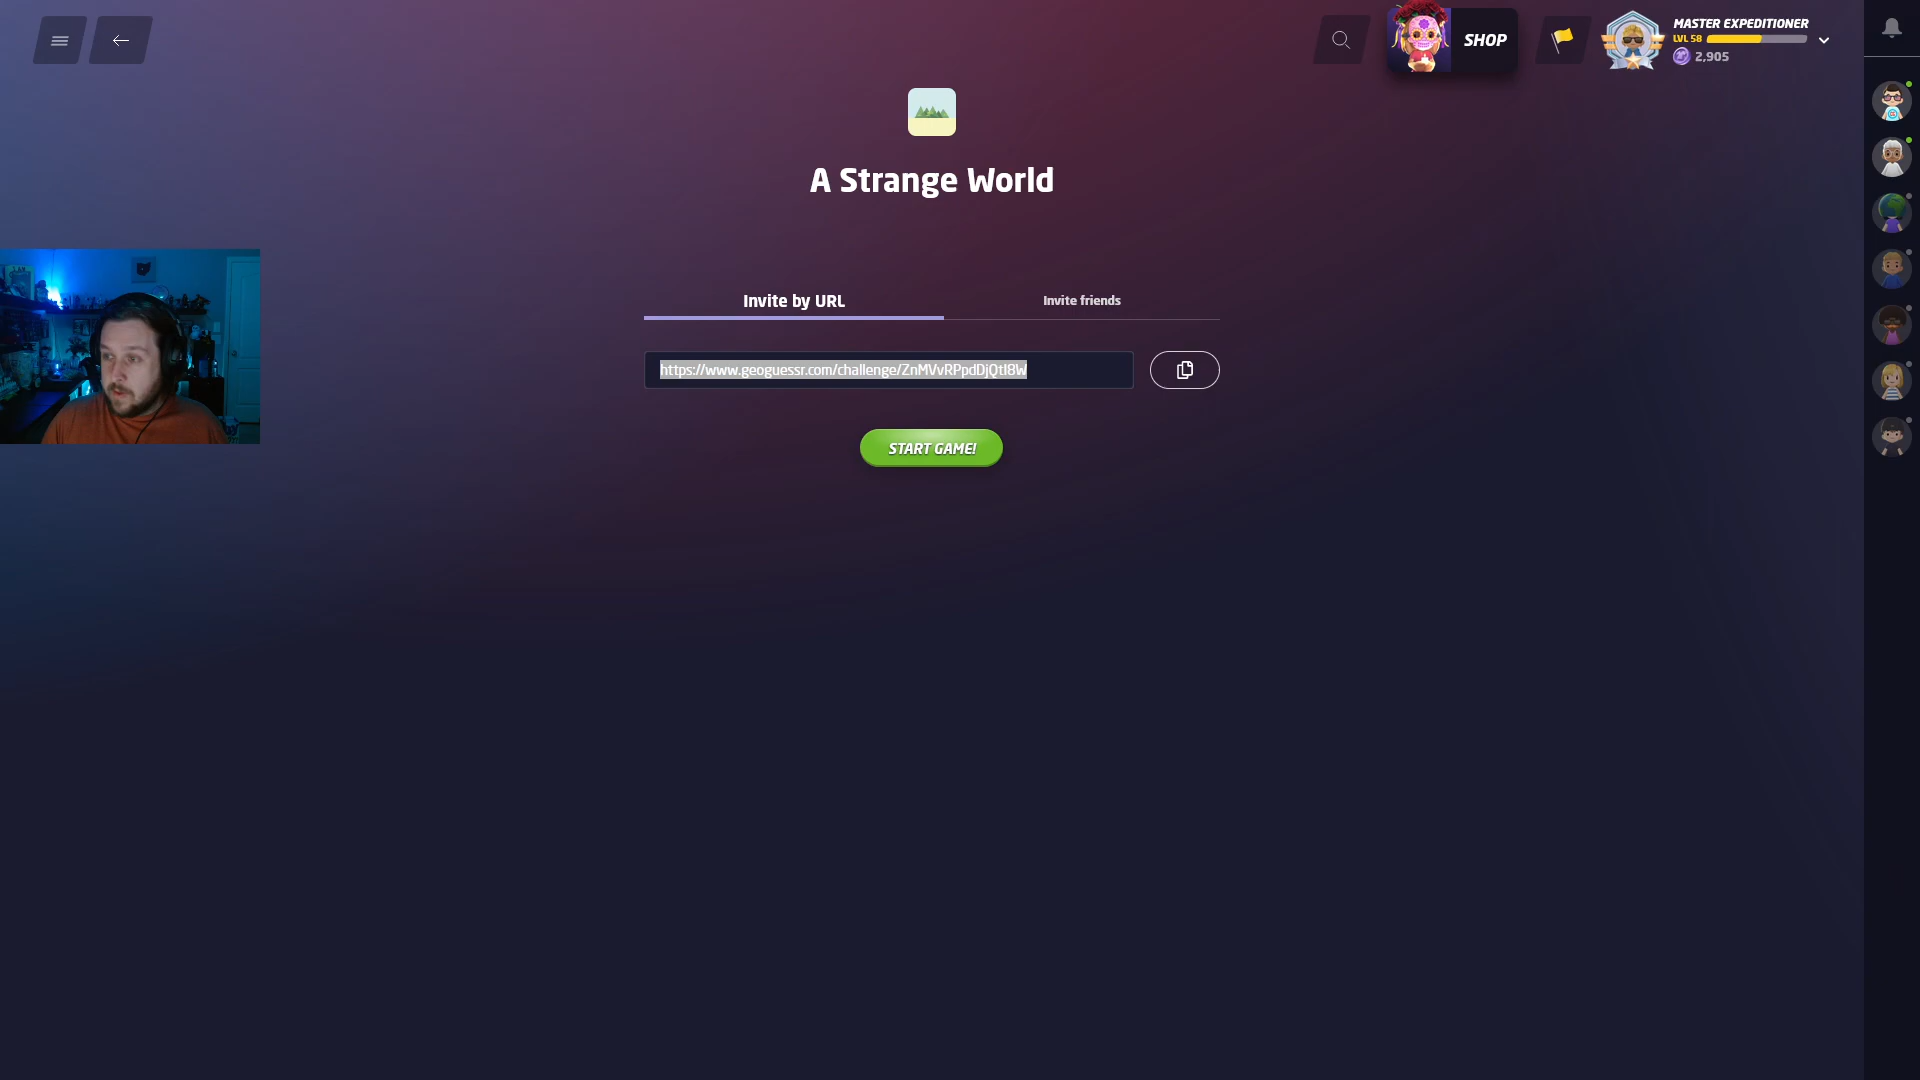 SHOP
MASTER EXPEDITIONER
LVL 58
2,905
A Strange World
Invite by URL
Invite friends
https://www.geoguessr.com/challenge/ZnMVvRPpdDjQtI8W
START GAME!